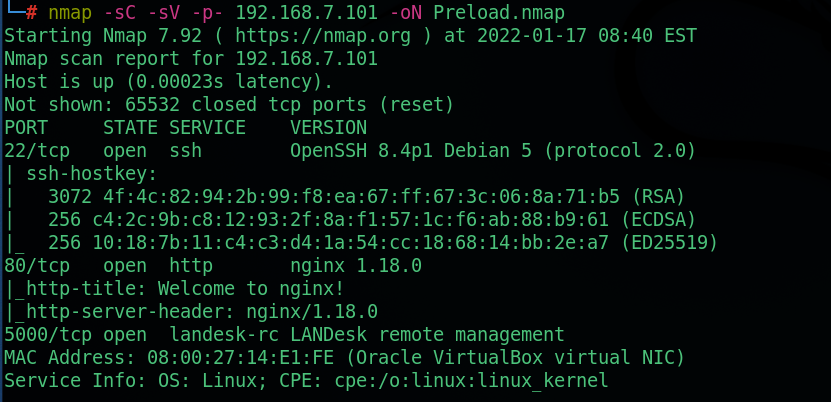 # nmap -sC -sV -p- 192.168.7.101 -oN Preload.nmap
Starting Nmap 7.92 ( https://nmap.org ) at 2022-01-17 08:40 EST
Nmap scan report for 192.168.7.101
Host is up (0.00023s latency).
Not shown: 65532 closed tcp ports (reset)
PORT     STATE SERVICE    VERSION
22/tcp   open  ssh        OpenSSH 8.4p1 Debian 5 (protocol 2.0)
| ssh-hostkey:
|   3072 4f:4c:82:94:2b:99:f8:ea:67:ff:67:3c:06:8a:71:b5 (RSA)
|   256 c4:2c:9b:c8:12:93:2f:8a:f1:57:1c:f6:ab:88:b9:61 (ECDSA)
|_  256 10:18:7b:11:c4:c3:d4:1a:54:cc:18:68:14:bb:2e:a7 (ED25519)
80/tcp   open  http       nginx 1.18.0
|_http-title: Welcome to nginx!
|_http-server-header: nginx/1.18.0
5000/tcp open  landesk-rc LANDesk remote management
MAC Address: 08:00:27:14:E1:FE (Oracle VirtualBox virtual NIC)
Service Info: OS: Linux; CPE: cpe:/o:linux:linux_kernel